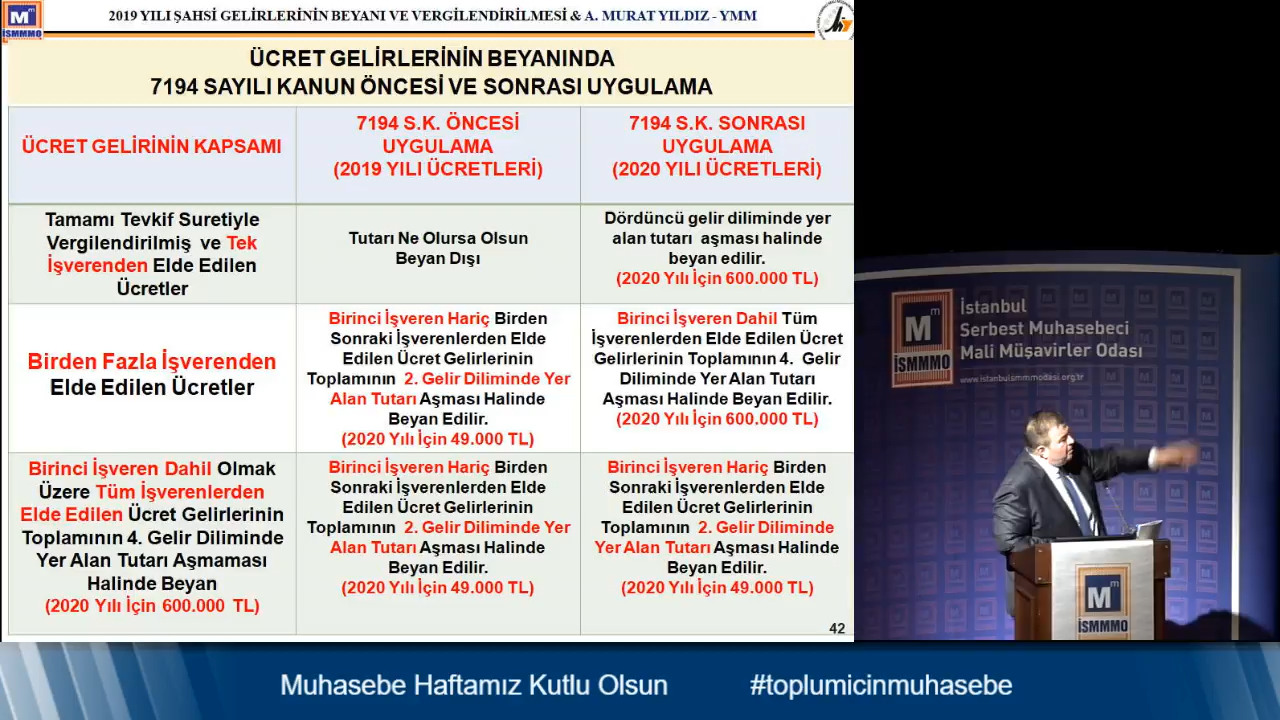 2019 YILI ŞAHSİ GELİRLERİNİN BEYANI VE VERGİLENDİRİLMESİ & A. MURAT YILDIZ - YMM
Mm
İSMMMO
ÜCRET GELİRLERİNİN BEYANINDA
7194 SAYILI KANUN ÖNCESİ VE SONRASI UYGULAMA
ÜCRET GELİRİNİN KAPSAMI
7194 S.K. ÖNCESİ
UYGULAMA
(2019 YILI ÜCRETLERİ)
7194 S.K. SONRASI
UYGULAMA
(2020 YILI ÜCRETLERİ)
Tamamı Tevkif Suretiyle
Vergilendirilmiş ve Tek
İşverenden Elde Edilen
Ücretler
Tutarı Ne Olursa Olsun
Beyan Dışı
Dördüncü gelir diliminde yer
alan tutarı aşması halinde
beyan edilir.
(2020 Yılı İçin 600.000 TL)
Birden Fazla İşverenden
Elde Edilen Ücretler
Birinci İşveren Hariç Birden
Sonraki İşverenlerden Elde
Edilen Ücret Gelirlerinin
Toplamının 2. Gelir Diliminde Yer
Alan Tutarı Aşması Halinde
Beyan Edilir.
(2020 Yılı İçin 49.000 TL)
Birinci İşveren Dahil Tüm
İşverenlerden Elde Edilen Ücret
Gelirlerinin Toplamının 4. Gelir
Diliminde Yer Alan Tutarı
Aşması Halinde Beyan Edilir.
(2020 Yılı İçin 600.000 TL)
Birinci İşveren Dahil Olmak
Üzere Tüm İşverenlerden
Elde Edilen Ücret Gelirlerinin
Toplamının 4. Gelir Diliminde
Yer Alan Tutarı Aşmaması
Halinde Beyan
(2020 Yılı İçin 600.000 TL)
Birinci İşveren Hariç Birden
Sonraki İşverenlerden Elde
Edilen Ücret Gelirlerinin
Toplamının 2. Gelir Diliminde Yer
Alan Tutarı Aşması Halinde
Beyan Edilir.
(2020 Yılı İçin 49.000 TL)
Birinci İşveren Hariç Birden
Sonraki İşverenlerden Elde
Edilen Ücret Gelirlerinin
Toplamının 2. Gelir Diliminde
Yer Alan Tutarı Aşması Halinde
Beyan Edilir.
(2020 Yılı İçin 49.000 TL)
42
Mm
İSMMMO
İstanbul
Serbest Muhasebeci
Mali Müşavirler Odası
www.istanbulsmmmodasi.org.tr
Mm
İSMMMO
Muhasebe Haftamız Kutlu Olsun
#toplumicinmuhasebe